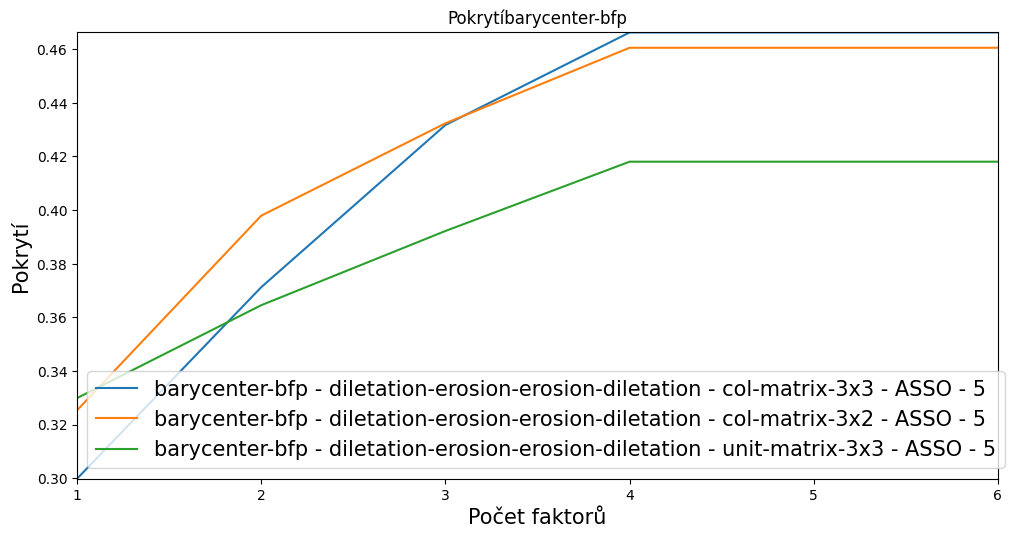 Pokrytíbarycenter-bfp
0.46
0.44
0.42
0.40
0.38
0.36
0.34
0.32
0.30
Pokrytí
barycenter-bfp - diletation-erosion-erosion-diletation - col-matrix-3x3 - ASSO - 5
barycenter-bfp - diletation-erosion-erosion-diletation - col-matrix-3x2 - ASSO - 5
barycenter-bfp - diletation-erosion-erosion-diletation - unit-matrix-3x3 - ASSO - 5
1 2 3 4 5 6
Počet faktorů